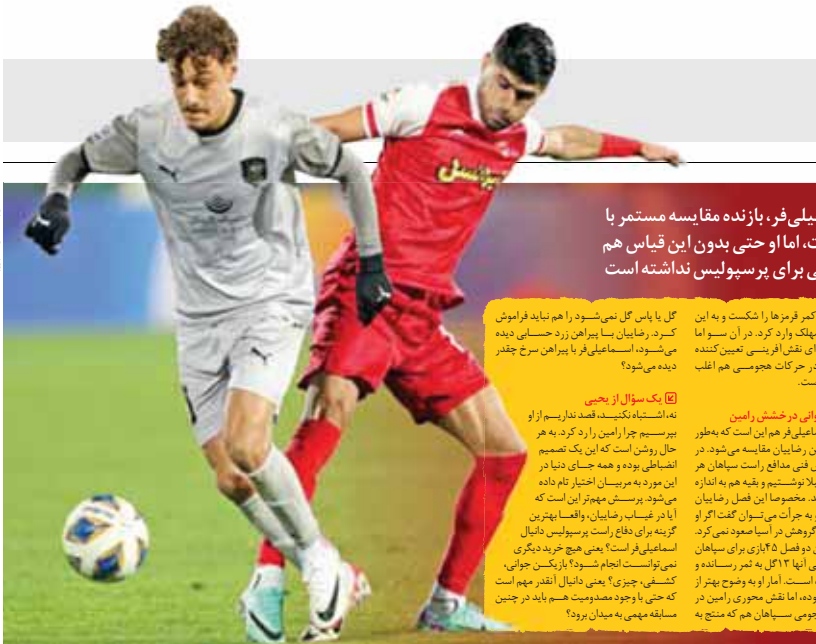 یلی‌فر، بازنده مقایسه مستمر با
ت، اما او حتی بدون این قیاس هم
ی برای پرسپولیس نداشته است
کمر قرمزها را شکست و به این
مهلک وارد کرد. در آن سو اما
ای نقش آفرینی تعیین‌کننده
در حرکات هجومی هم اغلب
ست.
وانی درخشش رامین
ماعیلی‌فر هم این است که به‌طور
ن رضاییان مقایسه می‌شود. در
ل فنی مدافع راست سپاهان هر
بلا نوشتیم و بقیه هم به اندازه
د. مخصوصا این فصل رضاییان
و به جرأت می‌توان گفت اگر او
گروهش در آسیا صعود نمی‌کرد.
ن دو فصل ۴۵بازی برای سپاهان
ی آنها ۱۳گل به ثمر رسانده و
ه است. آمار او به وضوح بهتر از
وده، اما نقش محوری رامین در
جومی سپاهان هم که منتج به
گل یا پاس گل نمی‌شود را هم نباید فراموش
کرد. رضاییان با پیراهن زرد حسابی دیده
می‌شود، اسماعیلی‌فر با پیراهن سرخ چقدر
دیده می‌شود؟
یک سؤال از یحیی
نه، اشتباه نکنید، قصد نداریم از او
بپرسیم چرا رامین را رد کرد. به هر
حال روشن است که این یک تصمیم
انضباطی بوده و همه جای دنیا در
این مورد به مربیان اختیار تام داده
می‌شود. پرسش مهم‌تر این است که
آیا در غیاب رضاییان، واقعا بهترین
گزینه برای دفاع راست پرسپولیس دانیال
اسماعیلی‌فر است؟ یعنی هیچ خرید دیگری
نمی‌توانست انجام شود؟ بازیکن جوانی،
کشفی، چیزی؟ یعنی دانیال آنقدر مهم است
که حتی با وجود مصدومیت هم باید در چنین
مسابقه مهمی به میدان برود؟